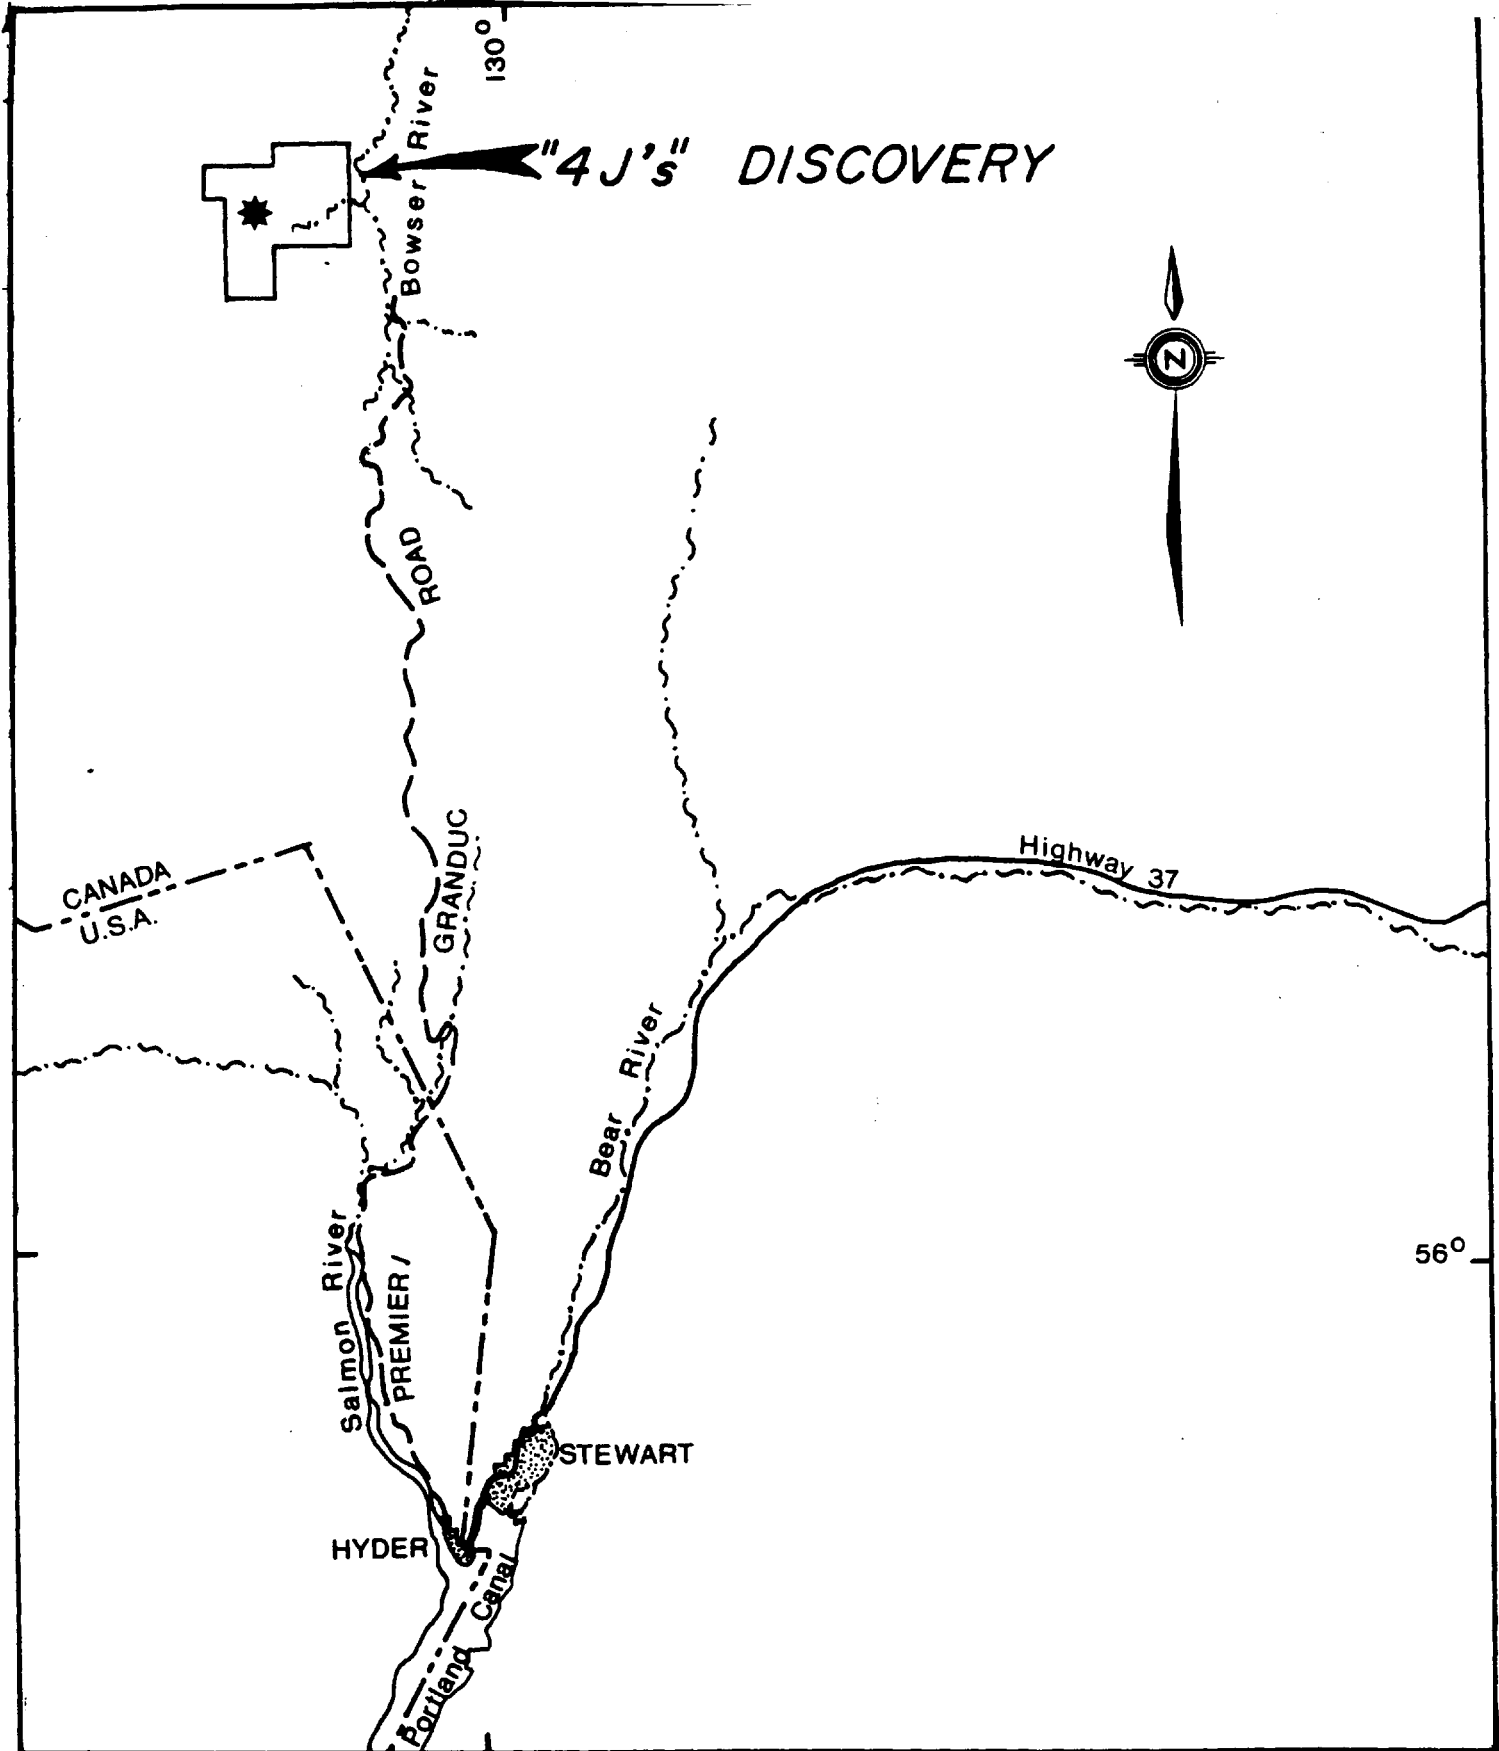 130°
Bowser River
"4 J's" DISCOVERY
N
ROAD
GRANDUC
Highway 37
CANADA
U.S.A.
Bear River
56°
Salmon River
PREMIER/
STEWART
HYDER
Portland Canal